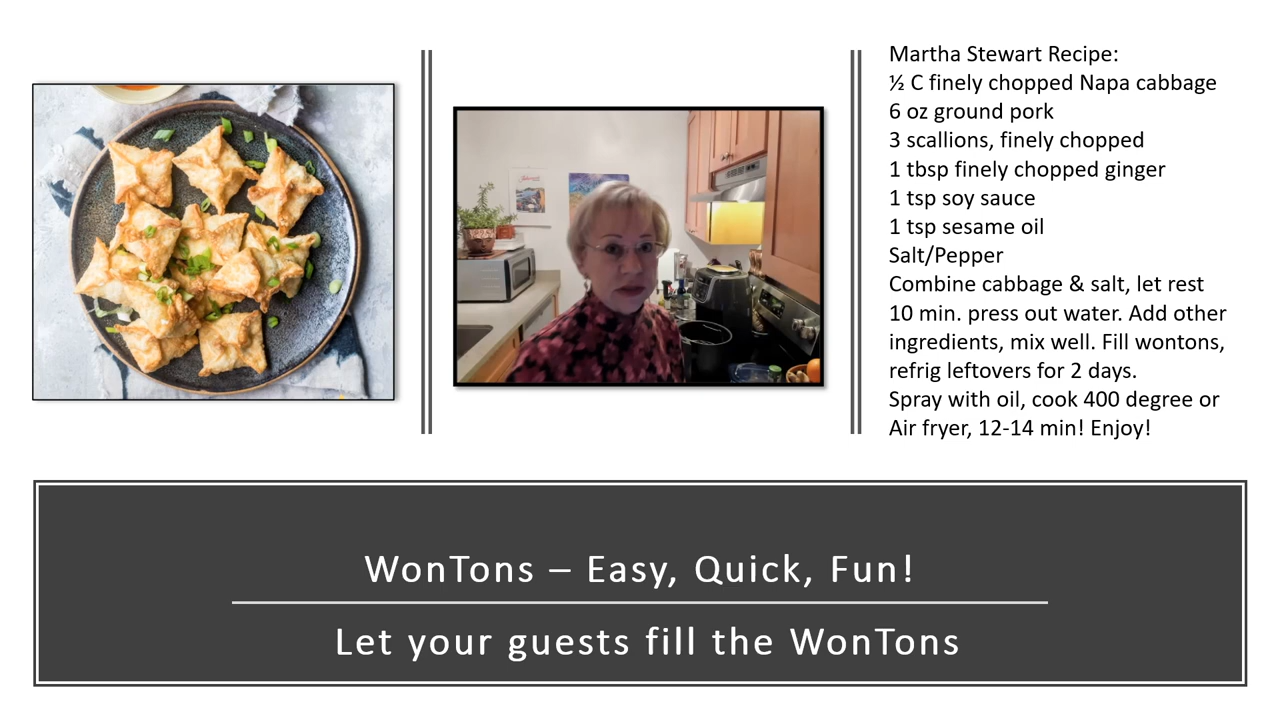 Martha Stewart Recipe:
½ C finely chopped Napa cabbage
6 oz ground pork
3 scallions, finely chopped
1 tbsp finely chopped ginger
1 tsp soy sauce
1 tsp sesame oil
Salt/Pepper
Combine cabbage & salt, let rest
10 min. press out water. Add other
ingredients, mix well. Fill wontons,
refrig leftovers for 2 days.
Spray with oil, cook 400 degree or
Air fryer, 12-14 min! Enjoy!
WonTons – Easy, Quick, Fun!
Let your guests fill the WonTons